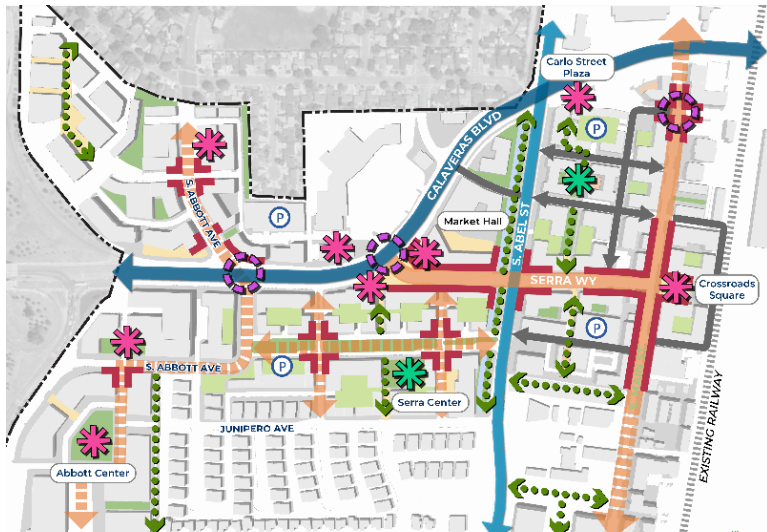 Carlo Street
Plaza
P
CALAVERAS BLVD
S. ABBOTT AVE
P
Market Hall
S. ABEL ST
SERRA WY
Crossroads
Square
P
P
S. ABBOTT AVE
Serra Center
JUNIPERO AVE
Abbott Center
EXISTING RAILWAY